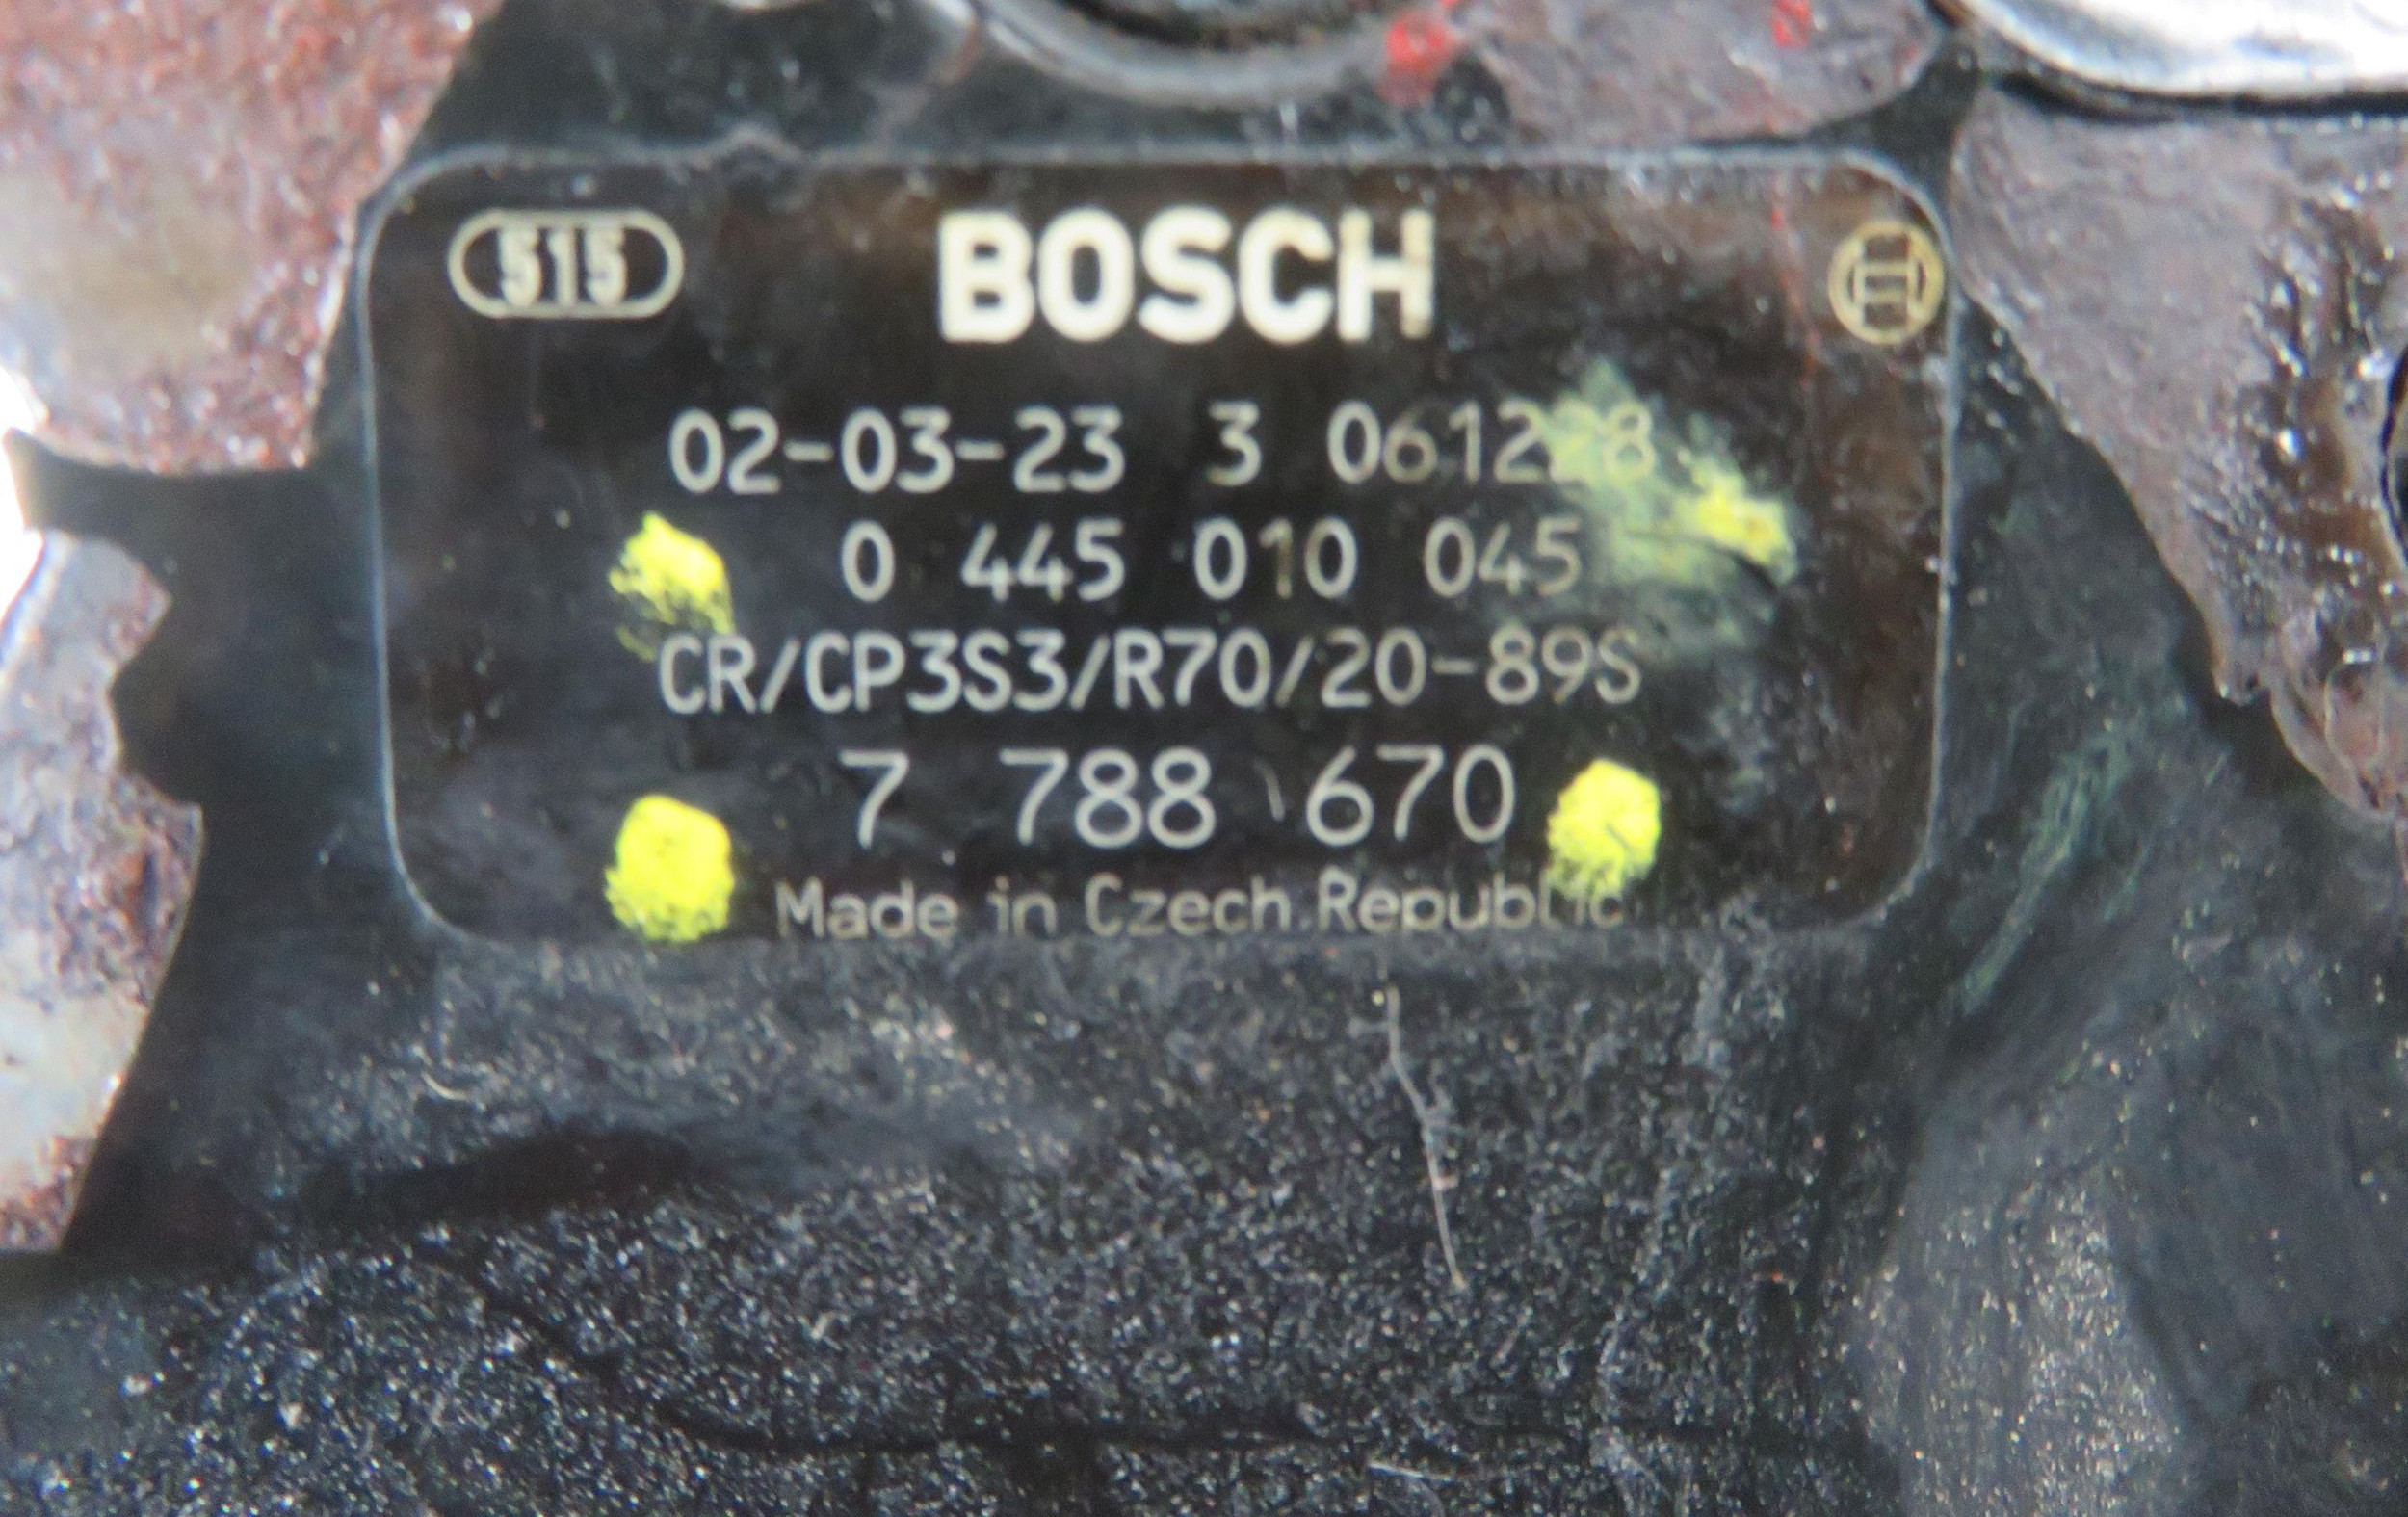 515 BOSCH
02-03-23 3
0 445 010 045
CR/CP3S3/R70/20-89S
7 788 670
Made in Czech Republic